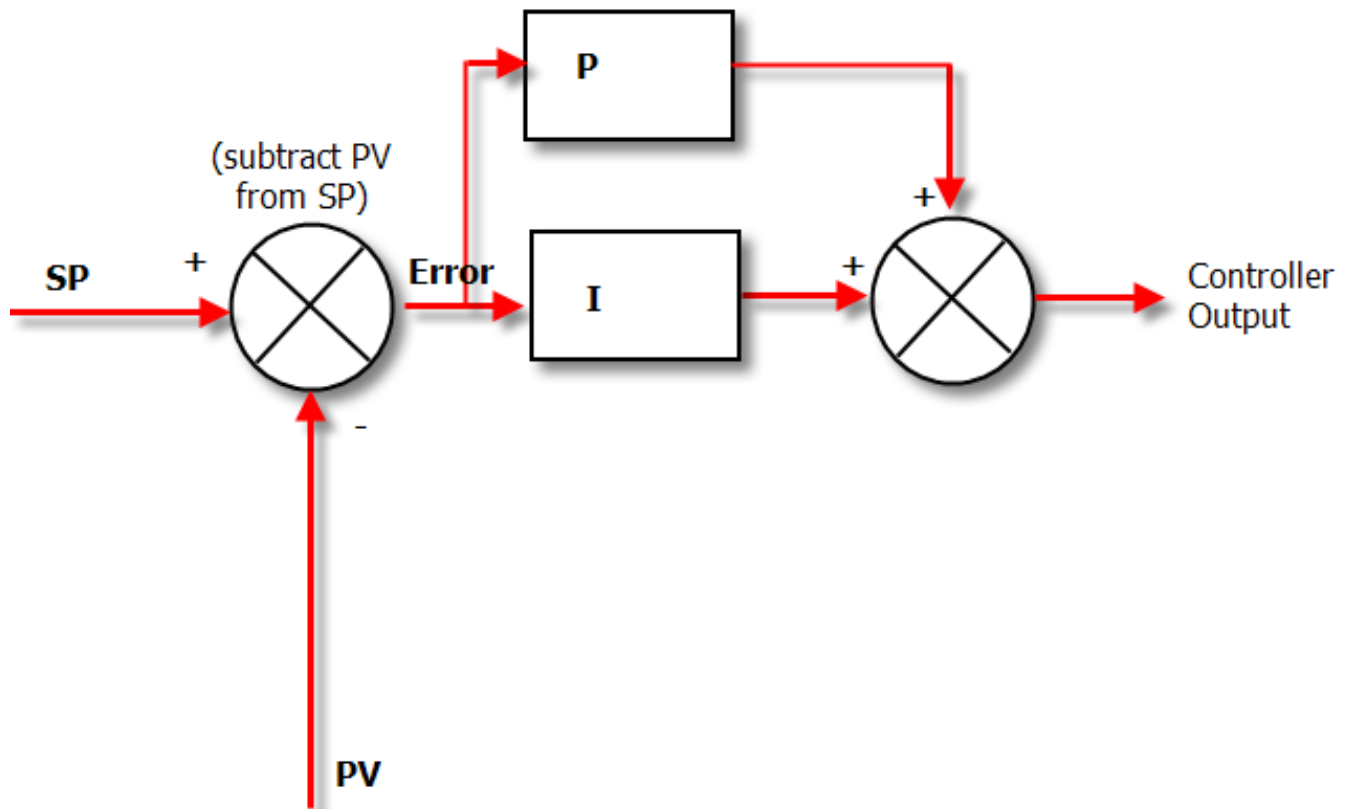 P
(subtract PV
from SP)
+
SP
+
Error
+
I
Controller
Output
-
PV